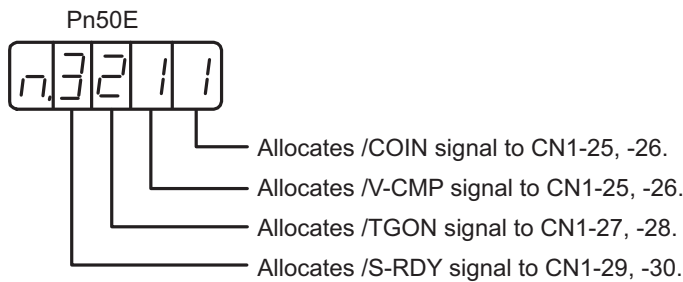 Pn50E
n.3211
Allocates /COIN signal to CN1-25, -26.
Allocates /V-CMP signal to CN1-25, -26.
Allocates /TGON signal to CN1-27, -28.
Allocates /S-RDY signal to CN1-29, -30.